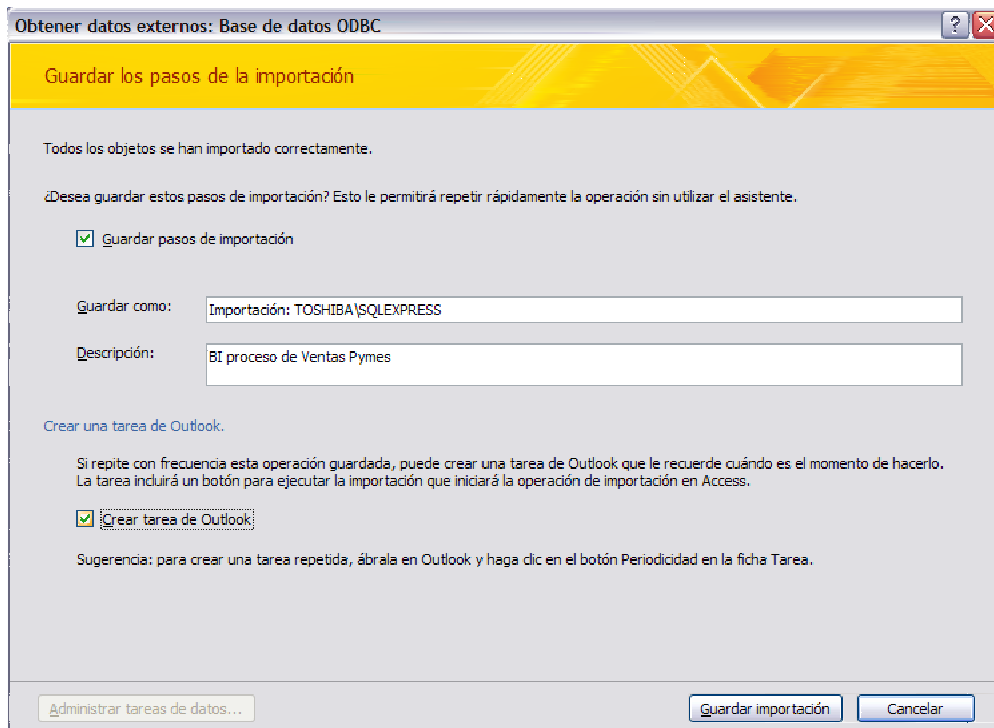 Obtener datos externos: Base de datos ODBC
?
Guardar los pasos de la importación
Todos los objetos se han importado correctamente.
¿Desea guardar estos pasos de importación? Esto le permitirá repetir rápidamente la operación sin utilizar el asistente.
Guardar pasos de importación
Guardar como:
Importación: TOSHIBA\SQLEXPRESS
Descripción:
BI proceso de Ventas Pymes
Crear una tarea de Outlook.
Si repite con frecuencia esta operación guardada, puede crear una tarea de Outlook que le recuerde cuándo es el momento de hacerlo.
La tarea incluirá un botón para ejecutar la importación que iniciará la operación de importación en Access.
Crear tarea de Outlook
Sugerencia: para crear una tarea repetida, ábrala en Outlook y haga clic en el botón Periodicidad en la ficha Tarea.
Administrar tareas de datos...
Guardar importación
Cancelar